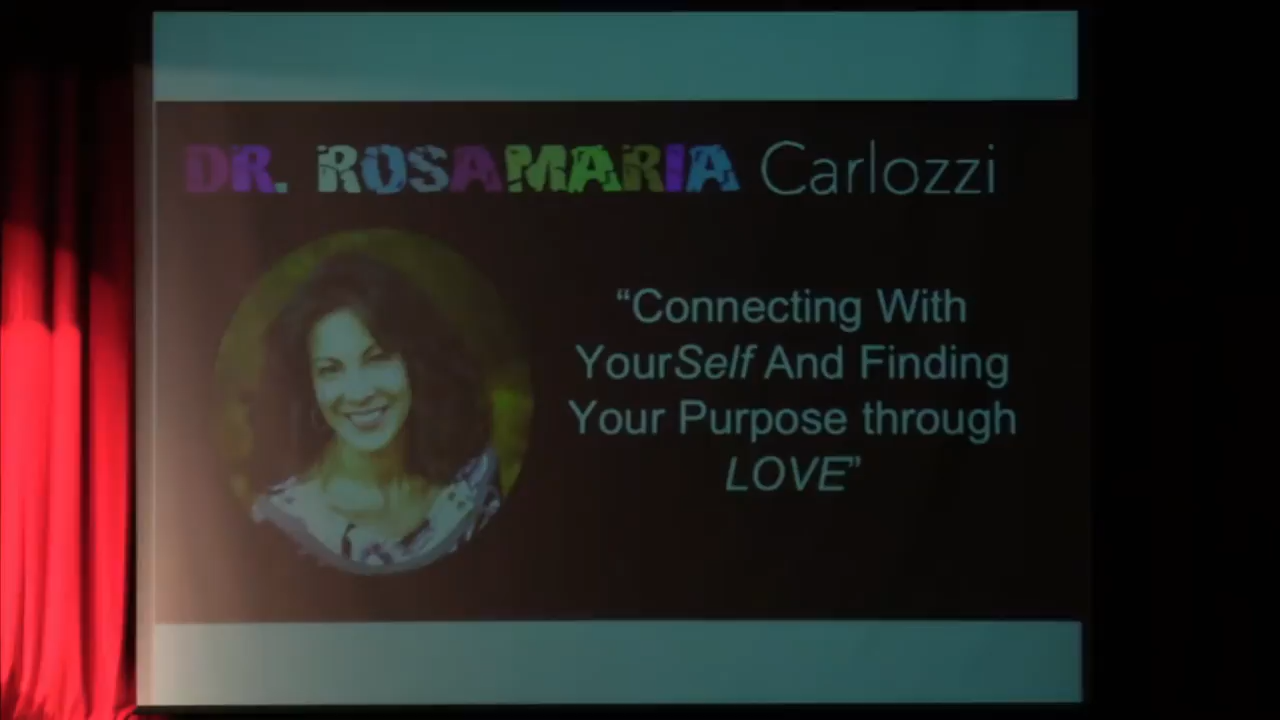 DR. ROSAMARIA Carlozzi
“Connecting With
YourSelf And Finding
Your Purpose through
LOVE”